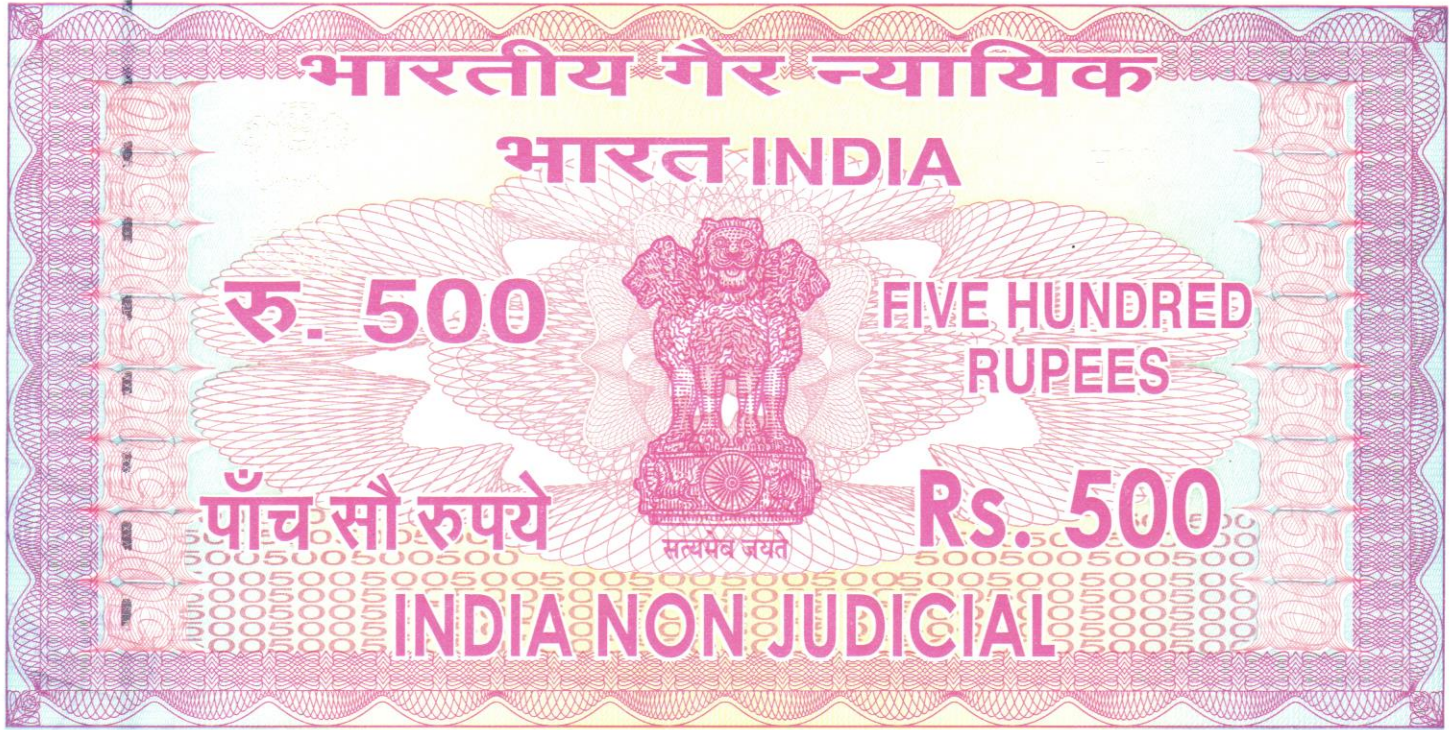 भारतीय गैर न्यायिक
भारत INDIA
रु. 500
FIVE HUNDRED
RUPEES
पाँच सौ रुपये
Rs. 500
सत्यमेव जयते
INDIA NON JUDICIAL